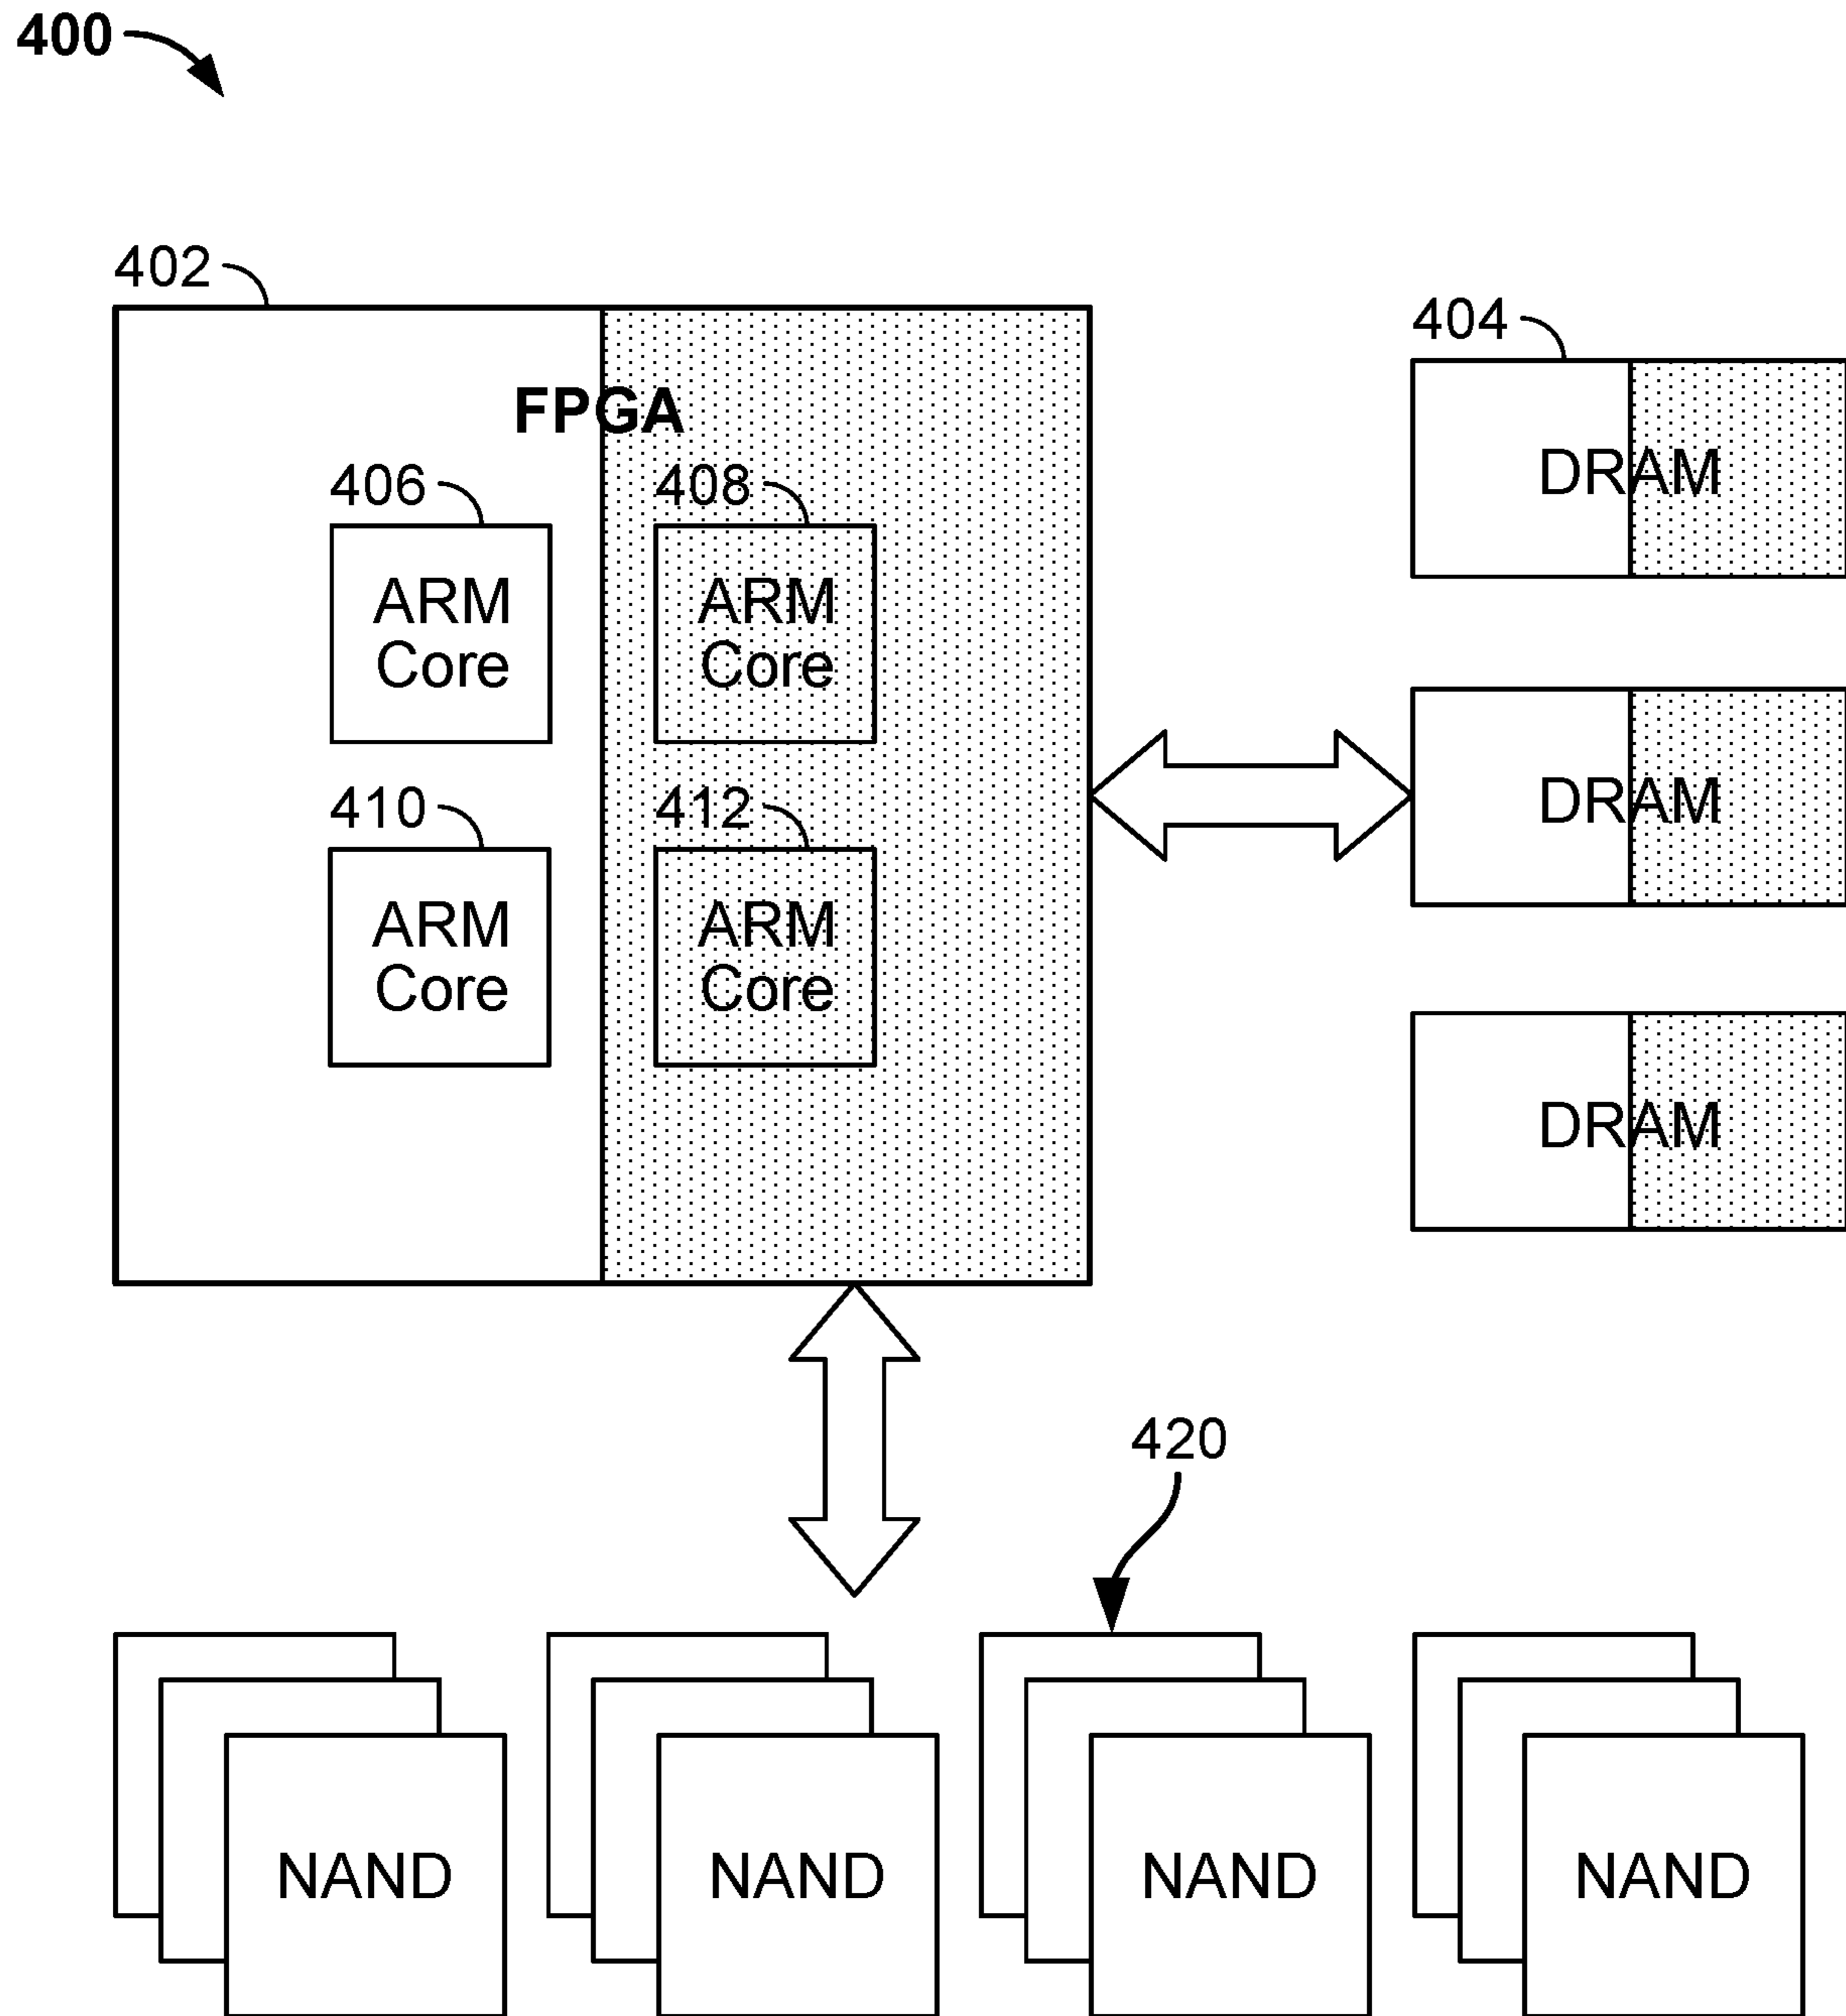 400
402
404
FPGA
406
408
DRAM
ARM
Core
ARM
Core
410
412
DRAM
ARM
Core
ARM
Core
DRAM
420
NAND
NAND
NAND
NAND